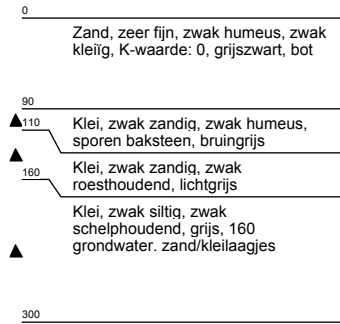 0
Zand, zeer fijn, zwak humeus, zwak
kleiïg, K-waarde: 0, grijszwart, bot
90
110
Klei, zwak zandig, zwak humeus,
sporen baksteen, bruingrijs
160
Klei, zwak zandig, zwak
roesthoudend, lichtgrijs
Klei, zwak siltig, zwak
schelphoudend, grijs, 160
grondwater. zand/kleilaagjes
300